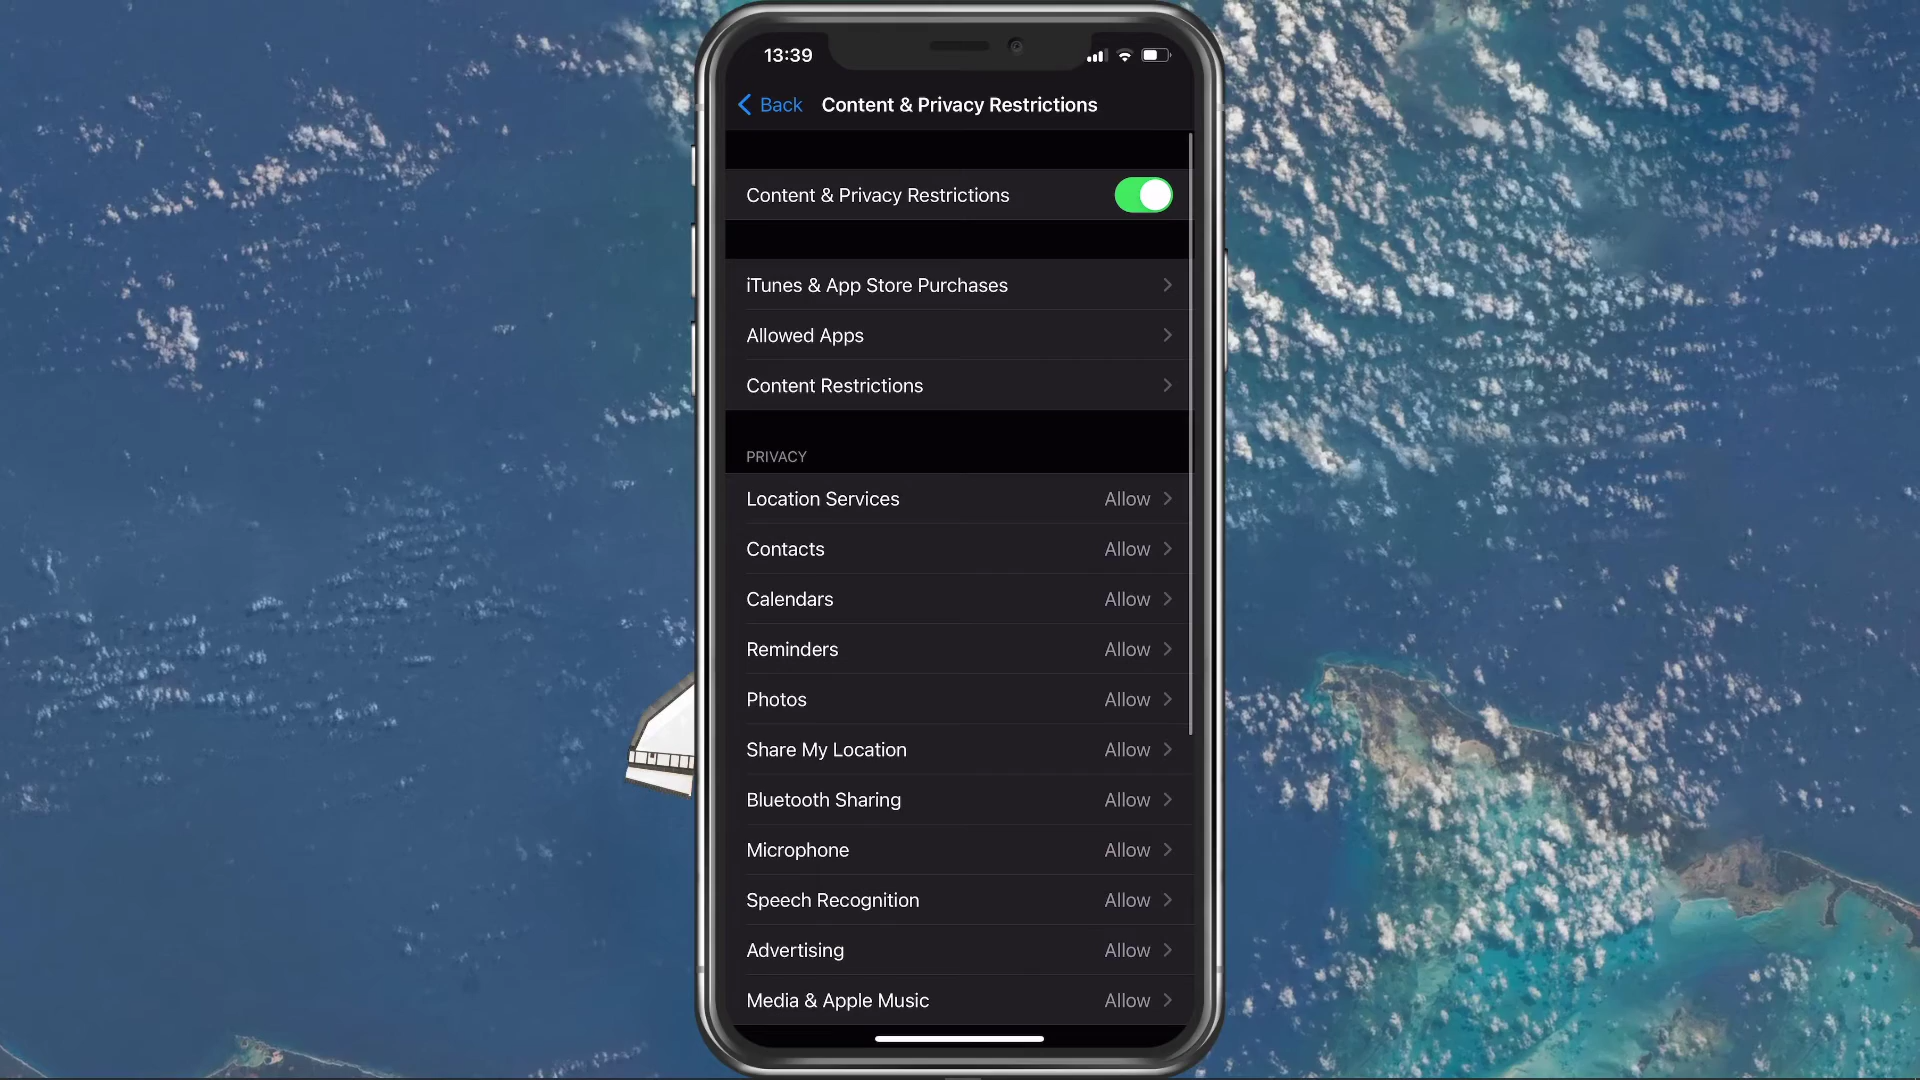 13:39
Back Content & Privacy Restrictions
Content & Privacy Restrictions
iTunes & App Store Purchases
Allowed Apps
Content Restrictions
PRIVACY
Location Services Allow
Contacts Allow
Calendars Allow
Reminders Allow
Photos Allow
Share My Location Allow
Bluetooth Sharing Allow
Microphone Allow
Speech Recognition Allow
Advertising Allow
Media & Apple Music Allow